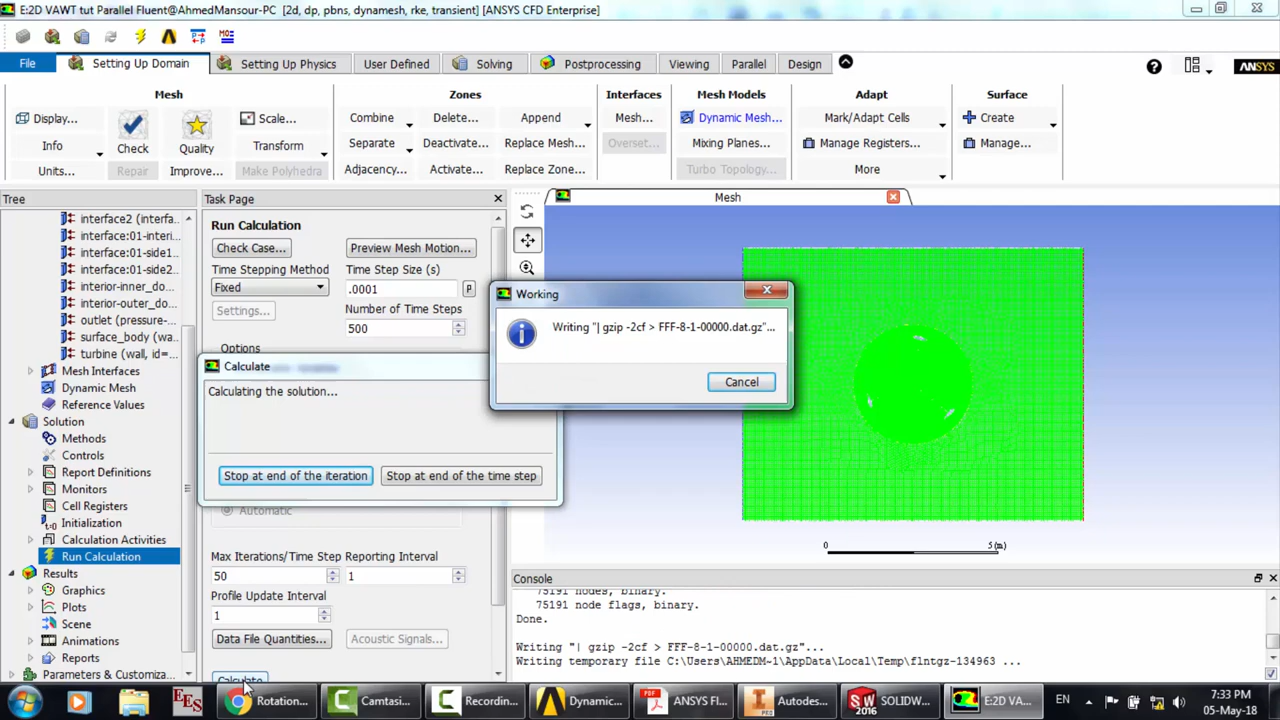 E:2D VAWT tut Parallel Fluent@AhmedMansour-PC [2d, dp, pbns, dynamesh, rke, transient] [ANSYS CFD Enterprise]
File
Setting Up Domain
Setting Up Physics
User Defined
Solving
Postprocessing
Viewing
Parallel
Design
ANSYS
Mesh
Display...
Info
Units...
Check
Repair
Quality
Improve...
Scale...
Transform
Make Polyhedra
Zones
Combine
Separate
Adjacency...
Delete...
Deactivate...
Activate...
Append
Replace Mesh...
Replace Zone...
Interfaces
Mesh...
Overset...
Mesh Models
Dynamic Mesh...
Mixing Planes...
Turbo Topology...
Adapt
Mark/Adapt Cells
Manage Registers...
More
Surface
Create
Manage...
Tree
interface2 (interfa..
interface:01-interi..
interface:01-side1..
interface:01-side2..
interior-inner_do...
interior-outer_do...
outlet (pressure-...
surface_body (wa..
turbine (wall, id=..
Mesh Interfaces
Dynamic Mesh
Reference Values
Solution
Methods
Controls
Report Definitions
Monitors
Cell Registers
Initialization
Calculation Activities
Run Calculation
Results
Graphics
Plots
Scene
Animations
Reports
Parameters & Customiza...
Task Page
Run Calculation
Check Case...
Preview Mesh Motion...
Time Stepping Method
Time Step Size (s)
Fixed
.0001
P
Settings...
Number of Time Steps
500
Options
Calculate
Calculating the solution...
Stop at end of the iteration
Stop at end of the time step
Automatic
Max Iterations/Time Step
Reporting Interval
50
1
Profile Update Interval
1
Data File Quantities...
Acoustic Signals...
Calculate
Working
Writing "| gzip -2cf > FFF-8-1-00000.dat.gz"...
Cancel
Mesh
0
5 (m)
Console
75191 nodes, binary.
75191 node flags, binary.
Done.
Writing "| gzip -2cf > FFF-8-1-00000.dat.gz"...
Writing temporary file C:\Users\AHMEDM~1\AppData\Local\Temp\flntgz-134963 ...
EES
Rotation...
Camtasi...
Recordin...
Dynamic...
ANSYS Fl...
Autodes...
SOLIDW...
2016
E:2D VA...
EN
7:33 PM
05-May-18